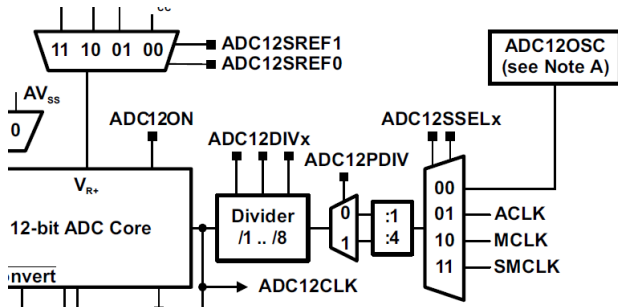 CC
11 10 01 00
ADC12SREF1
ADC12SREF0
ADC12OSC
(see Note A)
AVSS
0
ADC12ON
ADC12DIVx
ADC12SSELx
ADC12PDIV
VR+
12-bit ADC Core
Divider
/1 .. /8
0
1
:1
:4
00
01
10
11
ACLK
MCLK
SMCLK
onvert
ADC12CLK